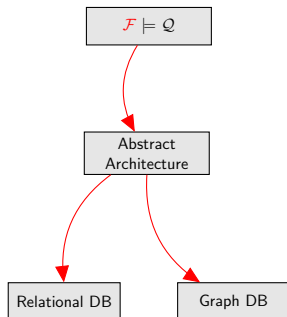 ℱ ⊨ 𝒬
Abstract
Architecture
Relational DB
Graph DB